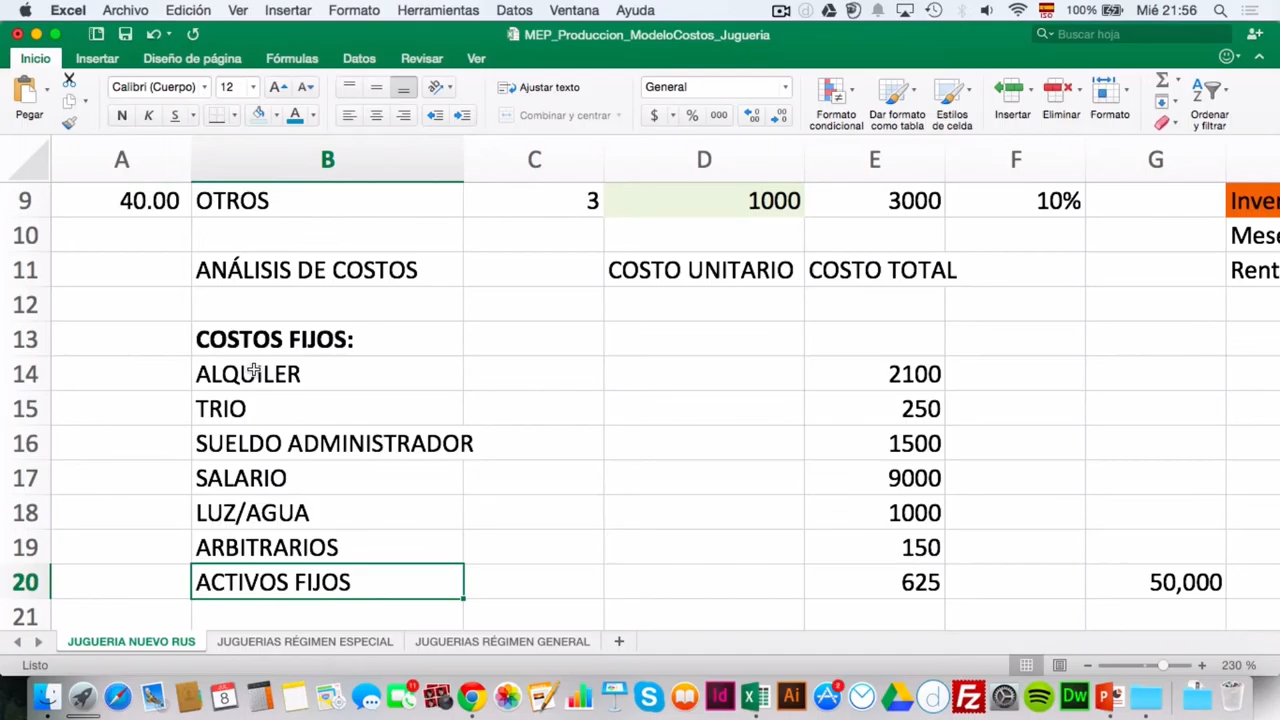 Excel Archivo Edición Ver Insertar Formato Herramientas Datos Ventana Ayuda 100% Mié 21:56
MEP_Produccion_ModeloCostos_Jugueria Buscar hoja
Inicio Insertar Diseño de página Fórmulas Datos Revisar Ver
Pegar Calibri (Cuerpo) 12 A A Ajustar texto General
N K S A Combinar y centrar $ % 000
Formato condicional Dar formato como tabla Estilos de celda Insertar Eliminar Formato Ordenar y filtrar
A B C D E F G
9 40.00 OTROS 3 1000 3000 10% Inver
10 Mese
11 ANÁLISIS DE COSTOS COSTO UNITARIO COSTO TOTAL Rent
12
13 COSTOS FIJOS:
14 ALQUILER 2100
15 TRIO 250
16 SUELDO ADMINISTRADOR 1500
17 SALARIO 9000
18 LUZ/AGUA 1000
19 ARBITRARIOS 150
20 ACTIVOS FIJOS 625 50,000
21
JUGUERIA NUEVO RUS JUGUERIAS RÉGIMEN ESPECIAL JUGUERIAS RÉGIMEN GENERAL +
Listo 230 %